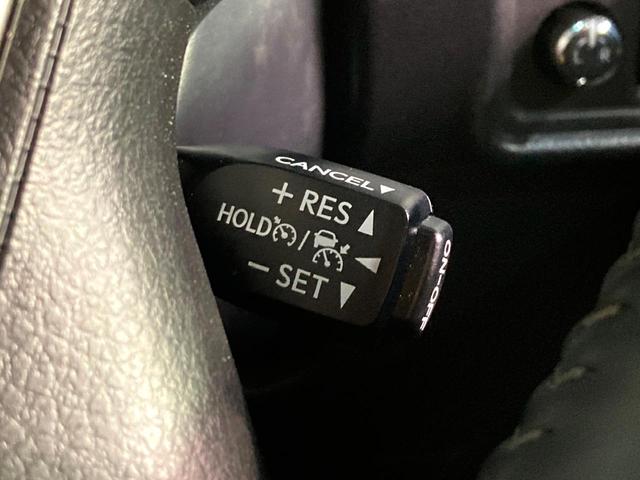 CANCEL▼
+ RES ▲
HOLD /
− SET ▼
ON-OFF